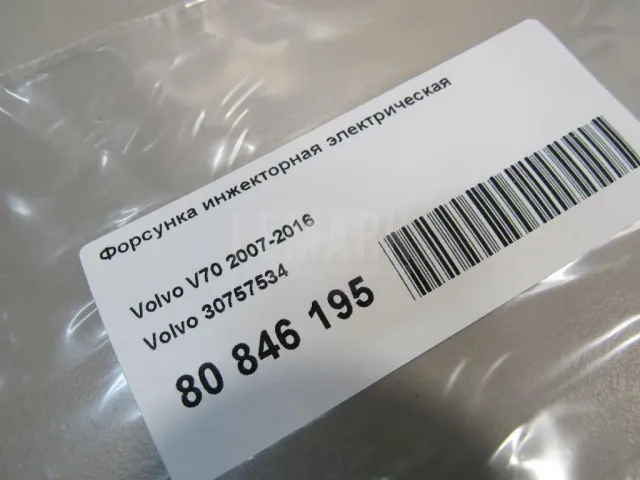 Форсунка инжекторная электрическая
Volvo V70 2007-2016
Volvo 30757534
80 846 195